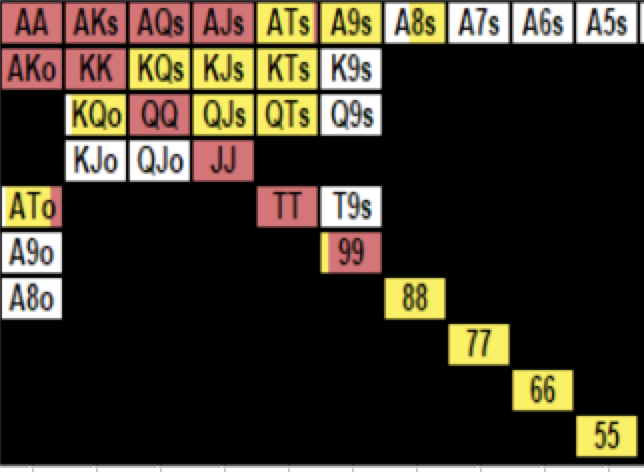 AA AKs AQs AJs ATs A9s A8s A7s A6s A5s
AKo KK KQs KJs KTs K9s
KQo QQ QJs QTs Q9s
KJo QJo JJ
ATo TT T9s
A9o 99
A8o 88
77
66
55